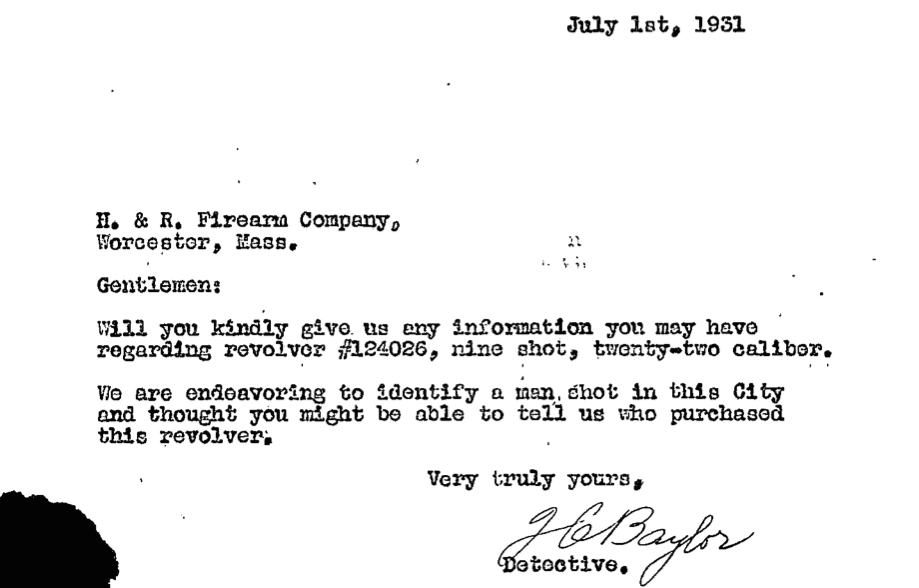 July 1st, 1931
H. & R. Firearm Company,
Worcester, Mass.
Gentlemen:
Will you kindly give us any information you may have
regarding revolver #124026, nine shot, twenty-two caliber.
We are endeavoring to identify a man shot in this City
and thought you might be able to tell us who purchased
this revolver.
Very truly yours,
J C Baylor
Detective.